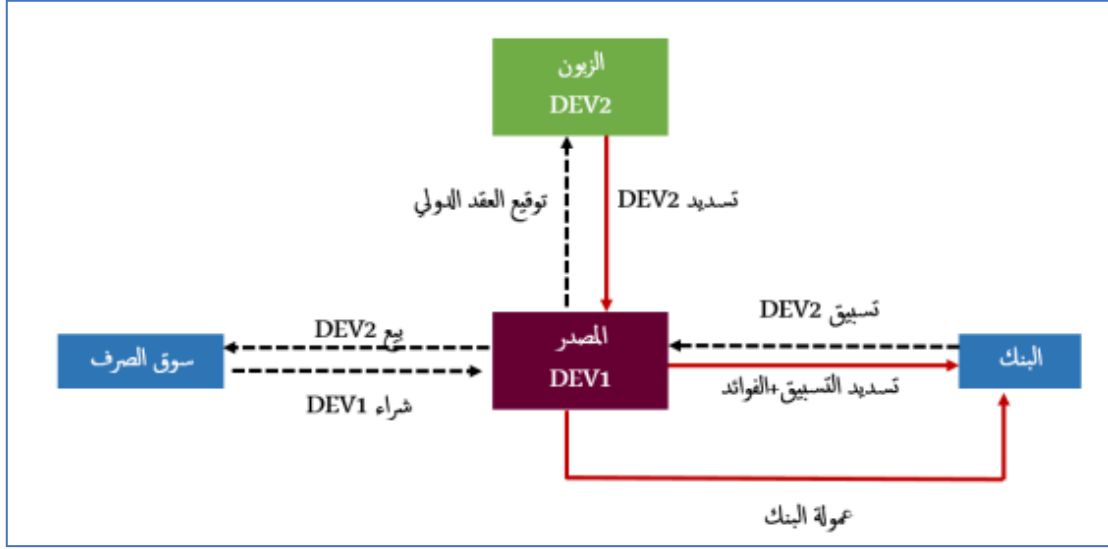 الزبون
DEV2
توقيع العقد الدولي
تسديد DEV2
تسبيق DEV2
بيع DEV2
المصدر
DEV1
سوق الصرف
البنك
تسديد التسبيق+الفوائد
شراء DEV1
عمولة البنك